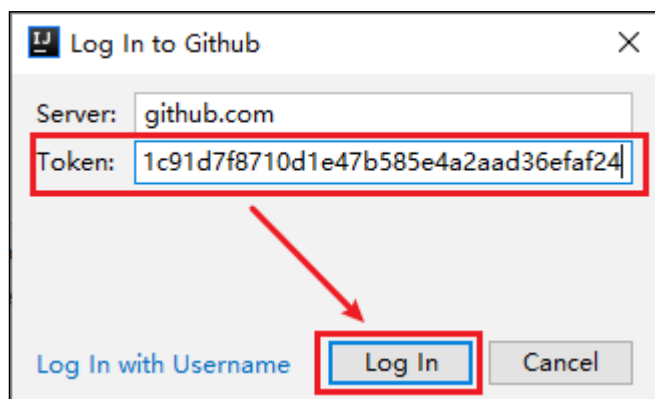 IJ Log In to Github
Server: github.com
Token: 1c91d7f8710d1e47b585e4a2aad36efaf24
Log In with Username Log In Cancel